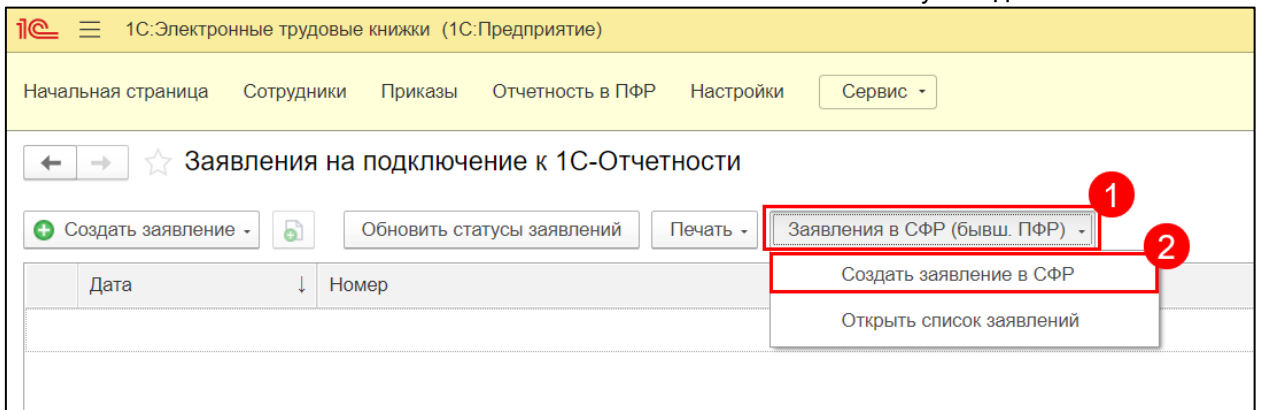 1С:Электронные трудовые книжки (1С:Предприятие)
Начальная страница Сотрудники Приказы Отчетность в ПФР Настройки Сервис
Заявления на подключение к 1С-Отчетности
1
Создать заявление Обновить статусы заявлений Печать Заявления в СФР (бывш. ПФР)
2
Дата ↓ Номер Создать заявление в СФР
Открыть список заявлений